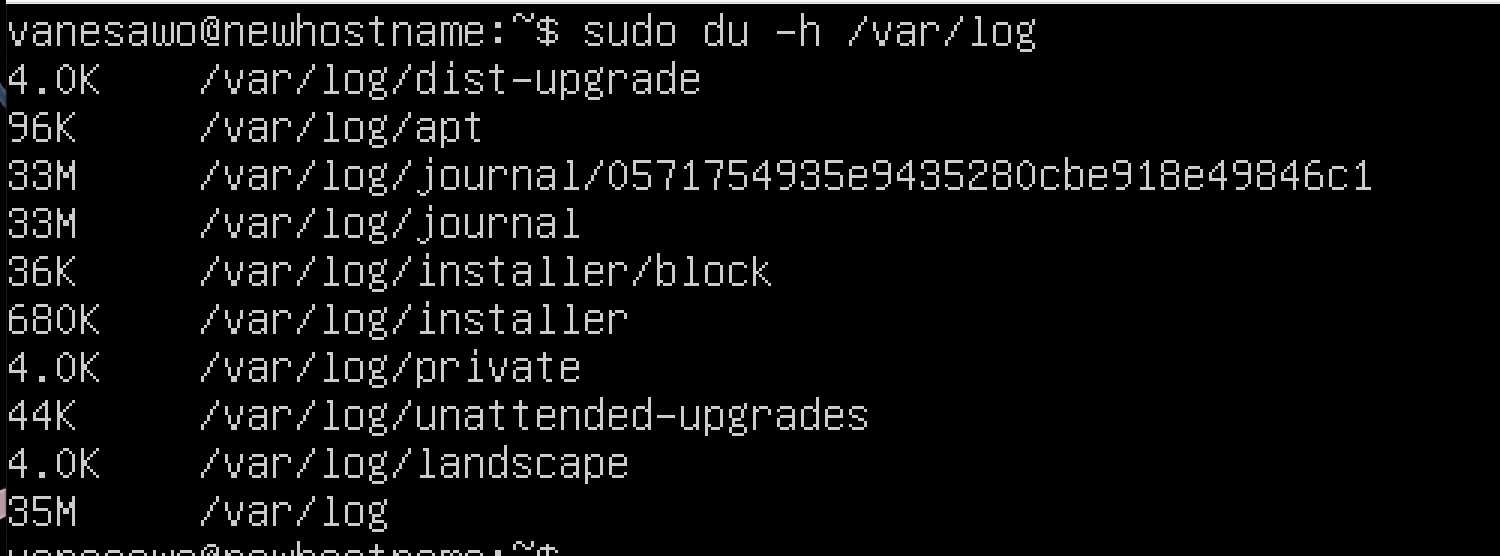 vanesawo@newhostname:~$ sudo du -h /var/log
4.0K    /var/log/dist-upgrade
96K     /var/log/apt
33M     /var/log/journal/0571754935e9435280cbe918e49846c1
33M     /var/log/journal
36K     /var/log/installer/block
680K    /var/log/installer
4.0K    /var/log/private
44K     /var/log/unattended-upgrades
4.0K    /var/log/landscape
35M     /var/log
vanesawo@newhostname:~$